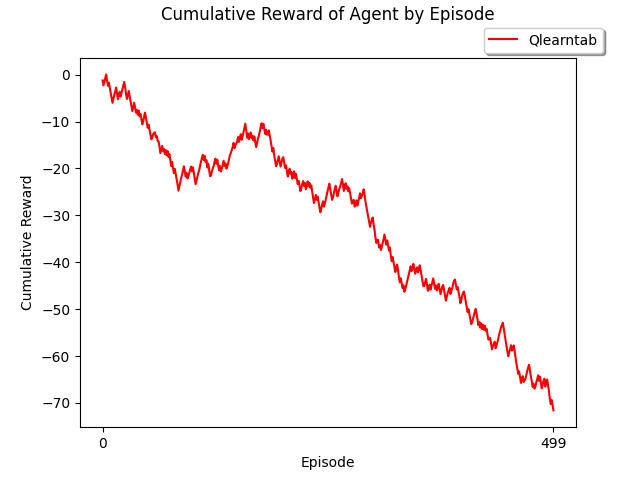 Cumulative Reward of Agent by Episode
Qlearntab
0
−10
−20
−30
−40
−50
−60
−70
Cumulative Reward
0
499
Episode